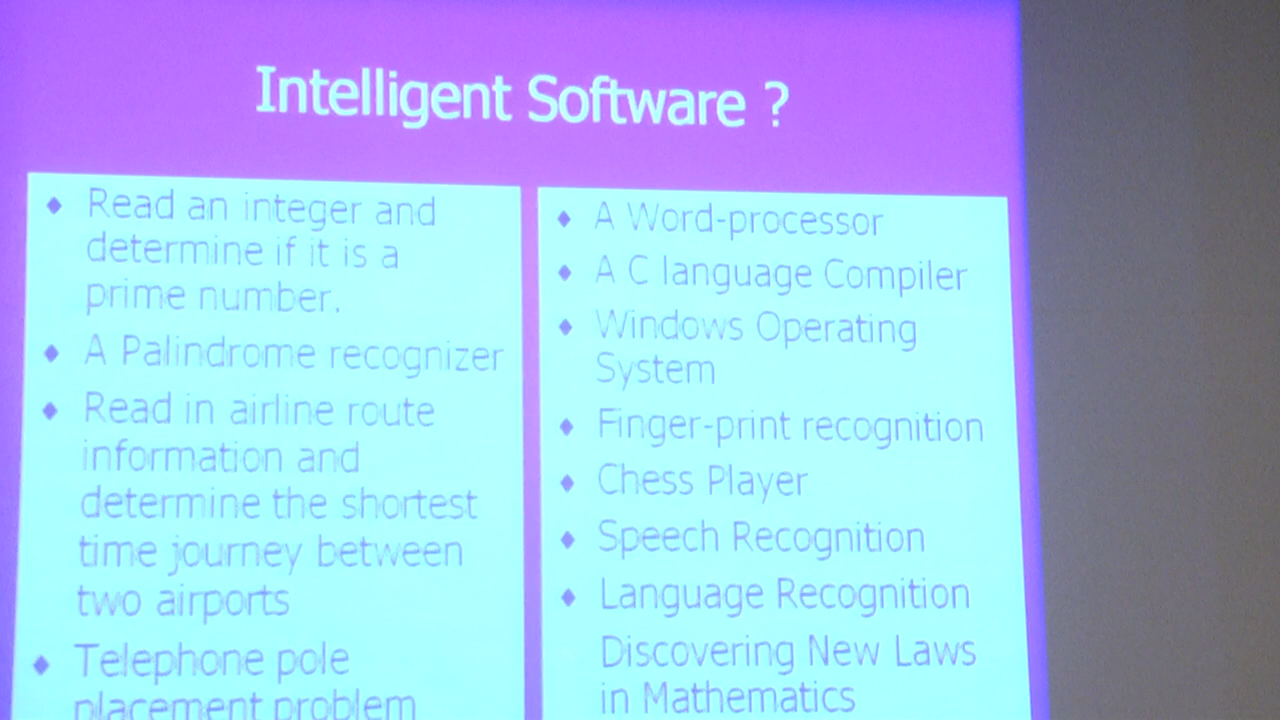 Intelligent Software ?
♦ Read an integer and
determine if it is a
prime number.
♦ A Palindrome recognizer
♦ Read in airline route
information and
determine the shortest
time journey between
two airports
♦ Telephone pole
placement problem
♦ A Word-processor
♦ A C language Compiler
♦ Windows Operating
System
♦ Finger-print recognition
♦ Chess Player
♦ Speech Recognition
♦ Language Recognition
Discovering New Laws
in Mathematics